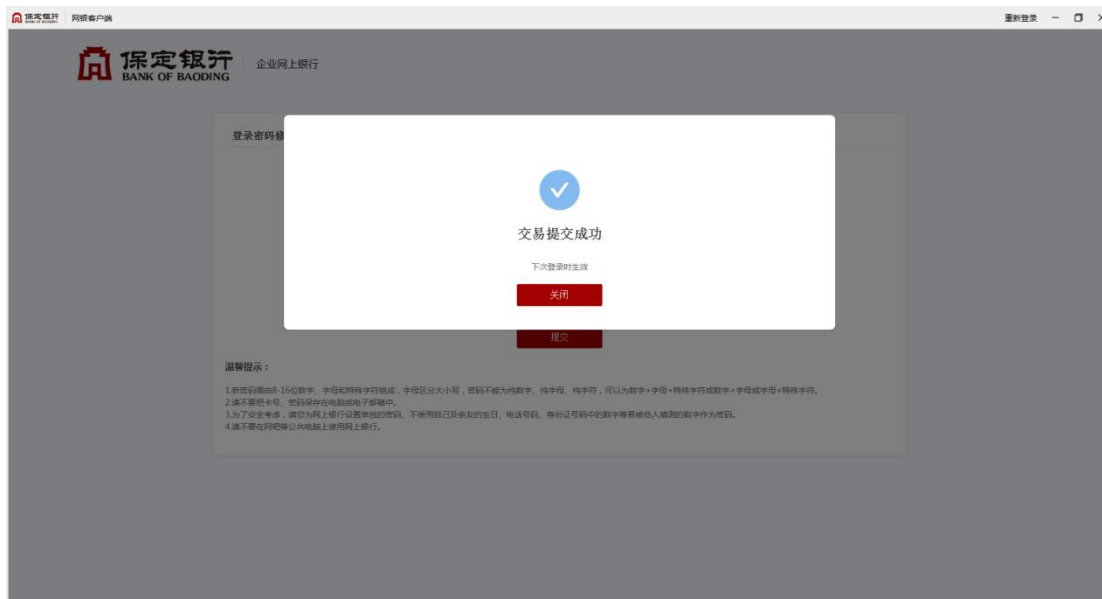 保定银行 网银客户端 重新登录
BANK OF BAODING
保定银行 企业网上银行
BANK OF BAODING
登录密码修
交易提交成功
下次登录时生效
关闭
提交
温馨提示：
1.新密码需由8-16位数字、字母和特殊字符组成，字母区分大小写，密码不能为纯数字、纯字母、纯字符，可以为数字+字母+特殊字符或数字+字母或字母+特殊字符。
2.请不要把卡号、密码保存在电脑或电子邮箱中。
3.为了安全考虑，请您为网上银行设置单独的密码，不使用自己及亲友的生日、电话号码、身份证号码中的数字等易被他人猜测的数字作为密码。
4.请不要在网吧等公共电脑上使用网上银行。